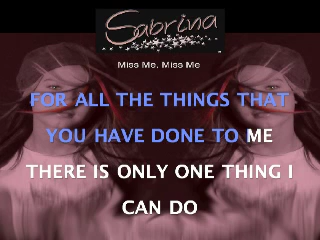 Sabrina
Miss Me, Miss Me
FOR ALL THE THINGS THAT
YOU HAVE DONE TO ME
THERE IS ONLY ONE THING I
CAN DO